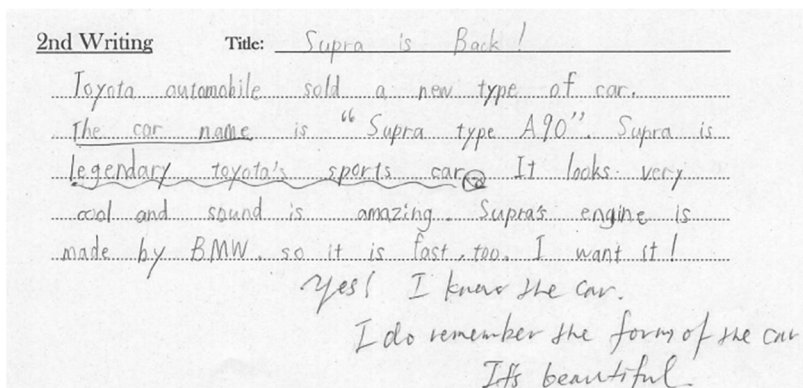 2nd Writing Title: Supra is Back!
Toyota automobile sold a new type of car.
The car name is "Supra type A90". Supra is
legendary toyota's sports car. It looks very
cool and sound is amazing. Supra's engine is
made by BMW. so it is fast, too. I want it!
Yes! I know the car.
I do remember the form of the car
It's beautiful